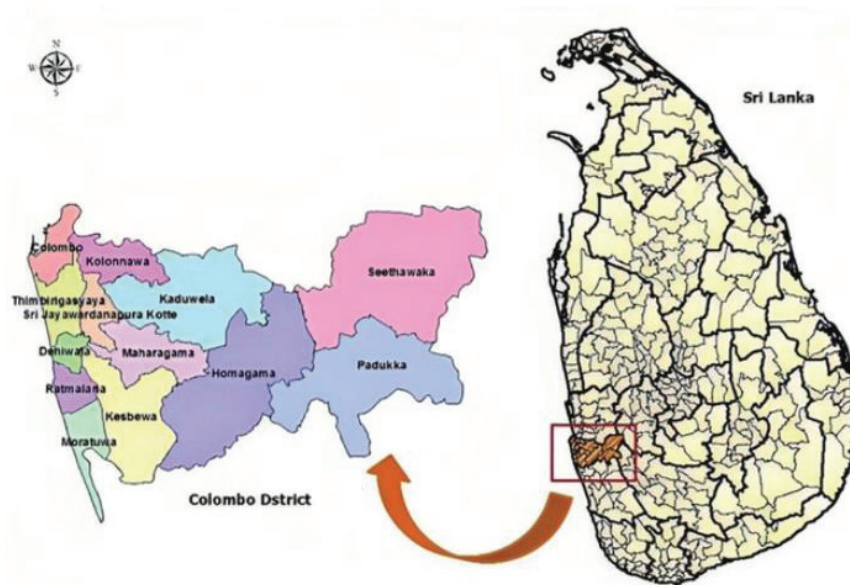 N
W
E
S
Sri Lanka
Colombo
Kolonnawa
Seethawaka
Thimbirigasyaya
Kaduwela
Sri Jayawardanapura Kotte
Dehiwala
Maharagama
Homagama
Padukka
Ratmalana
Kesbewa
Moratuwa
Colombo Dstrict